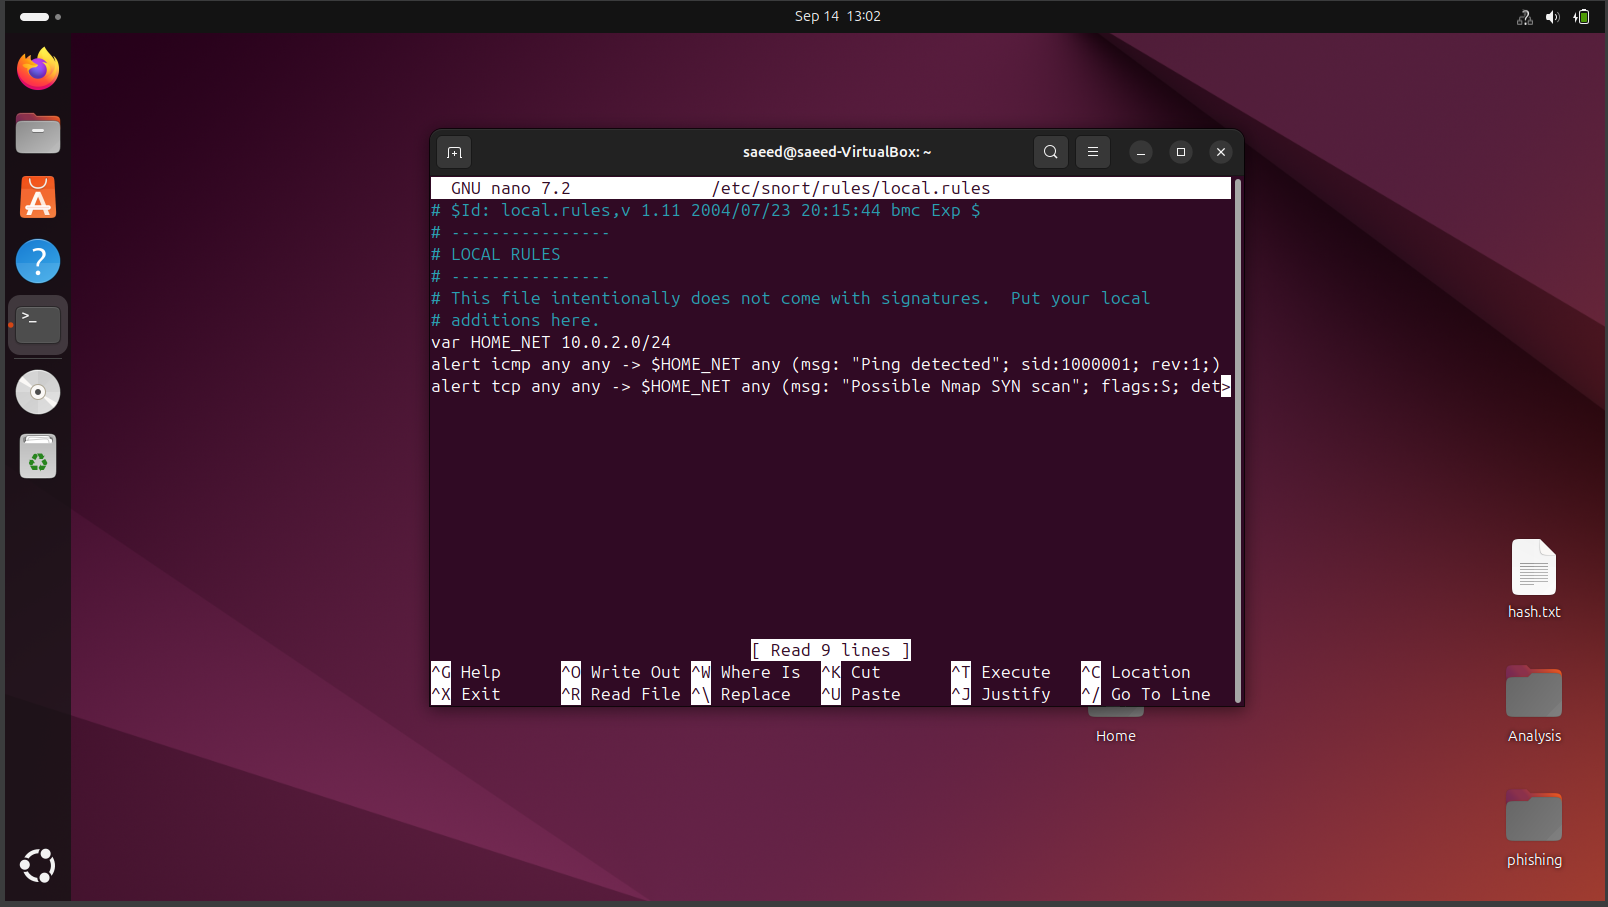 Sep 14 13:02
saeed@saeed-VirtualBox: ~
GNU nano 7.2 /etc/snort/rules/local.rules
# $Id: local.rules,v 1.11 2004/07/23 20:15:44 bmc Exp $
# ----------------
# LOCAL RULES
# ----------------
# This file intentionally does not come with signatures.  Put your local
# additions here.
var HOME_NET 10.0.2.0/24
alert icmp any any -> $HOME_NET any (msg: "Ping detected"; sid:1000001; rev:1;)
alert tcp any any -> $HOME_NET any (msg: "Possible Nmap SYN scan"; flags:S; det>
[ Read 9 lines ]
^G Help ^O Write Out ^W Where Is ^K Cut ^T Execute ^C Location
^X Exit ^R Read File ^\ Replace ^U Paste ^J Justify ^/ Go To Line
hash.txt
Home
Analysis
phishing